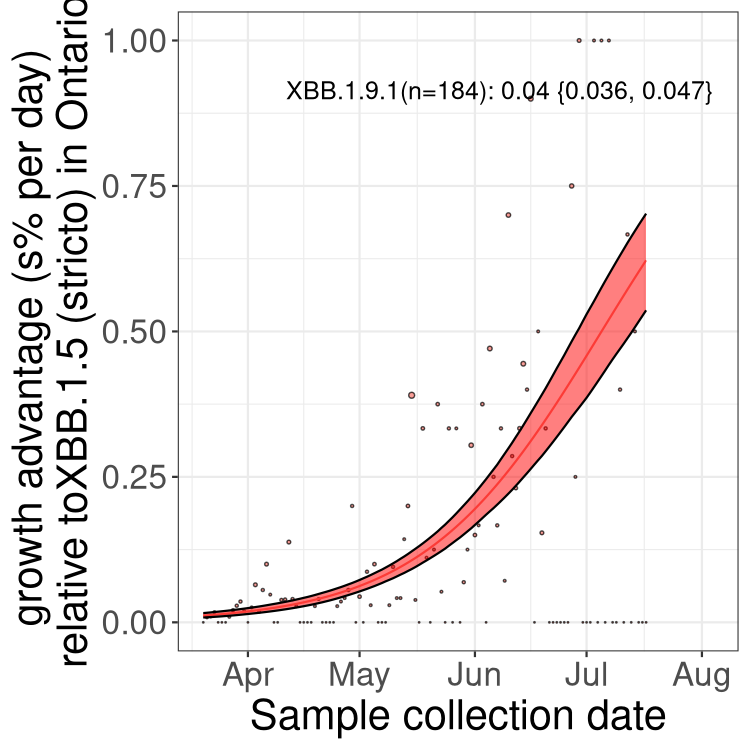 growth advantage (s% per day)
relative toXBB.1.5 (stricto) in Ontario
1.00
0.75
0.50
0.25
0.00
XBB.1.9.1(n=184): 0.04 {0.036, 0.047}
Apr May Jun Jul Aug
Sample collection date